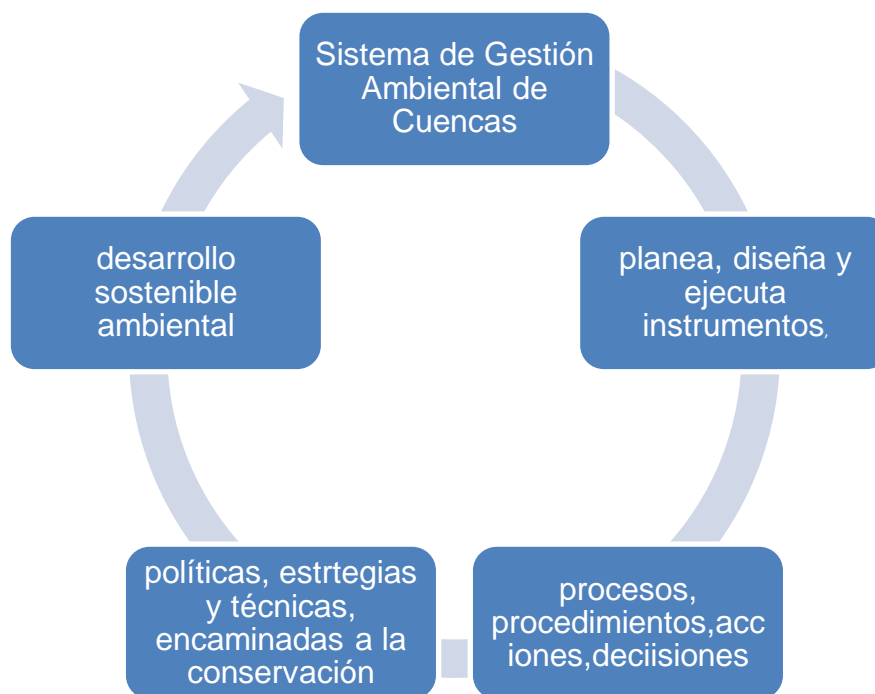 Sistema de Gestión
Ambiental de
Cuencas
planea, diseña y
ejecuta
instrumentos,
procesos,
procedimientos,acc
iones,deciisiones
políticas, estrtegias
y técnicas,
encaminadas a la
conservación
desarrollo
sostenible
ambiental